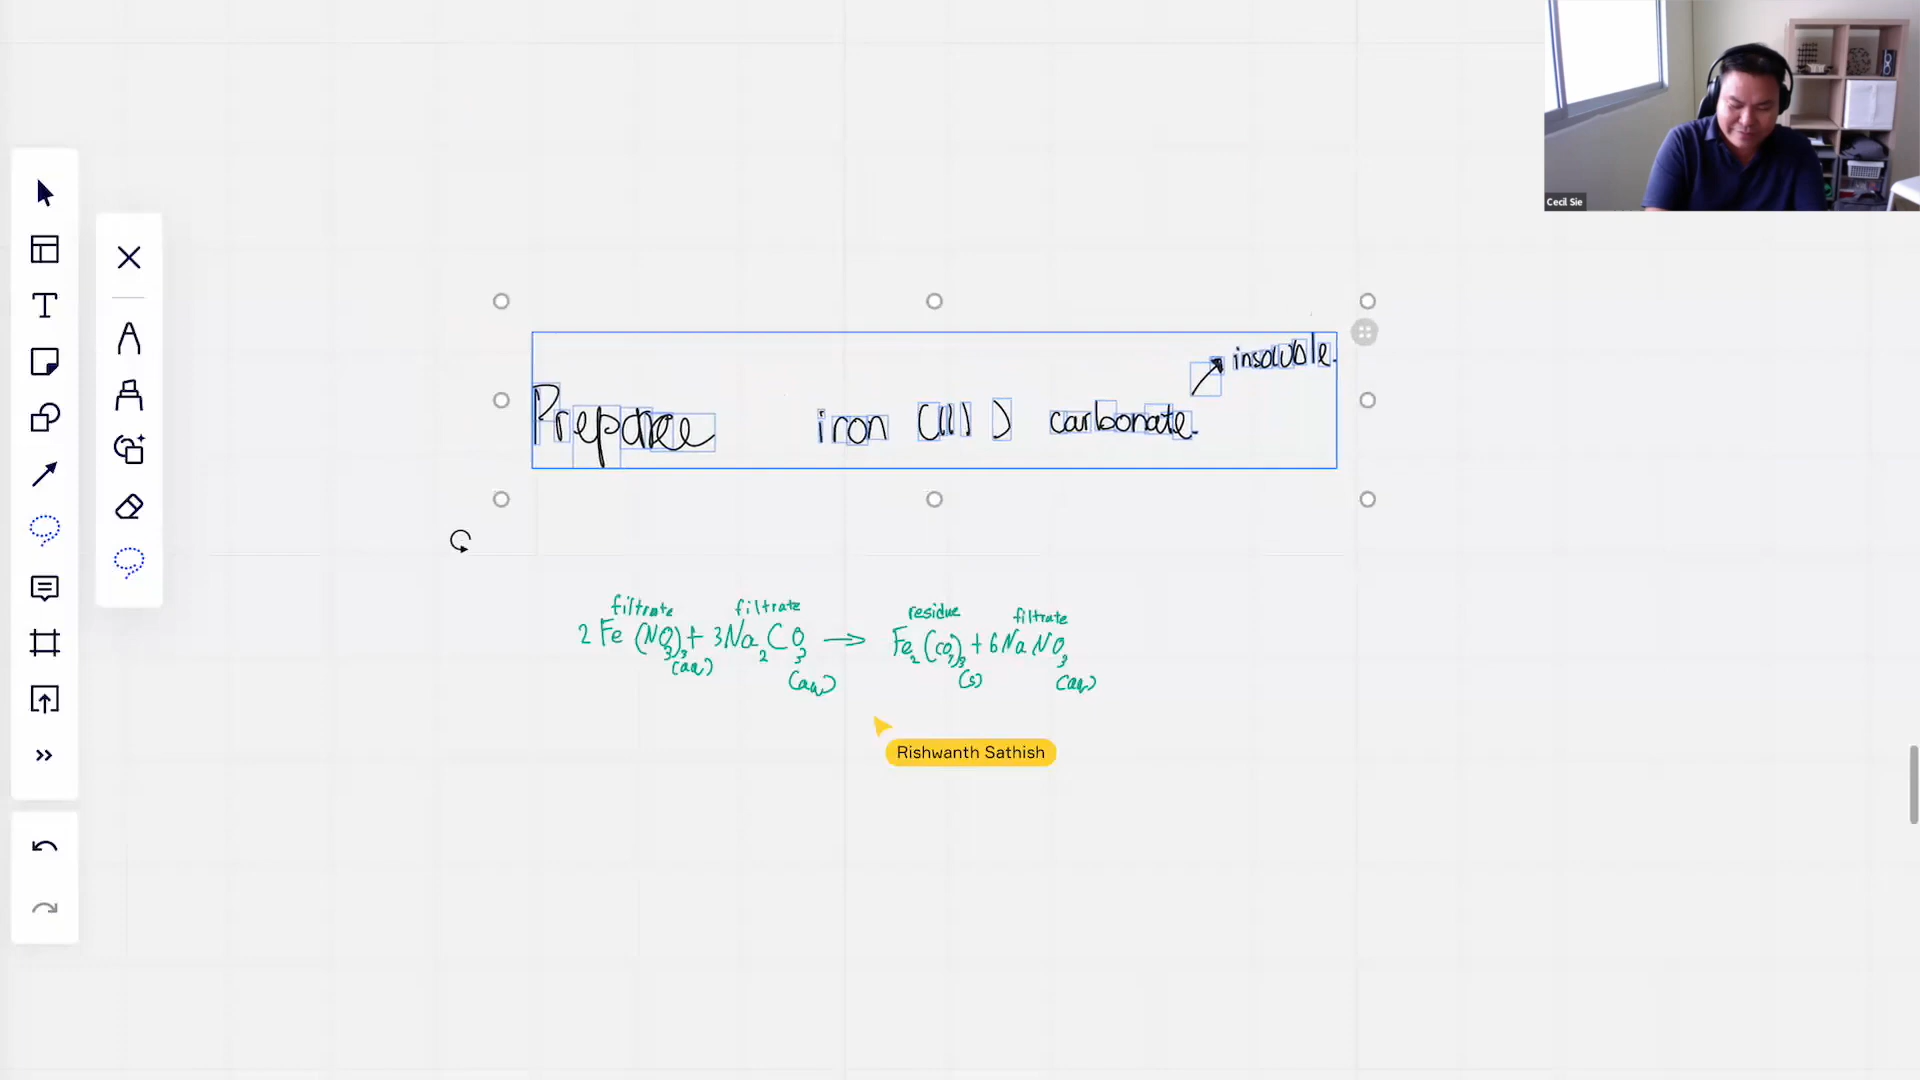 Cecil Sie
insoluble.
Prepare iron (III) carbonate.
filtrate filtrate residue filtrate
2Fe(NO3)3 + 3Na2CO3 → Fe2(CO3)3 + 6NaNO3
(aq) (aq) (s) (aq)
Rishwanth Sathish